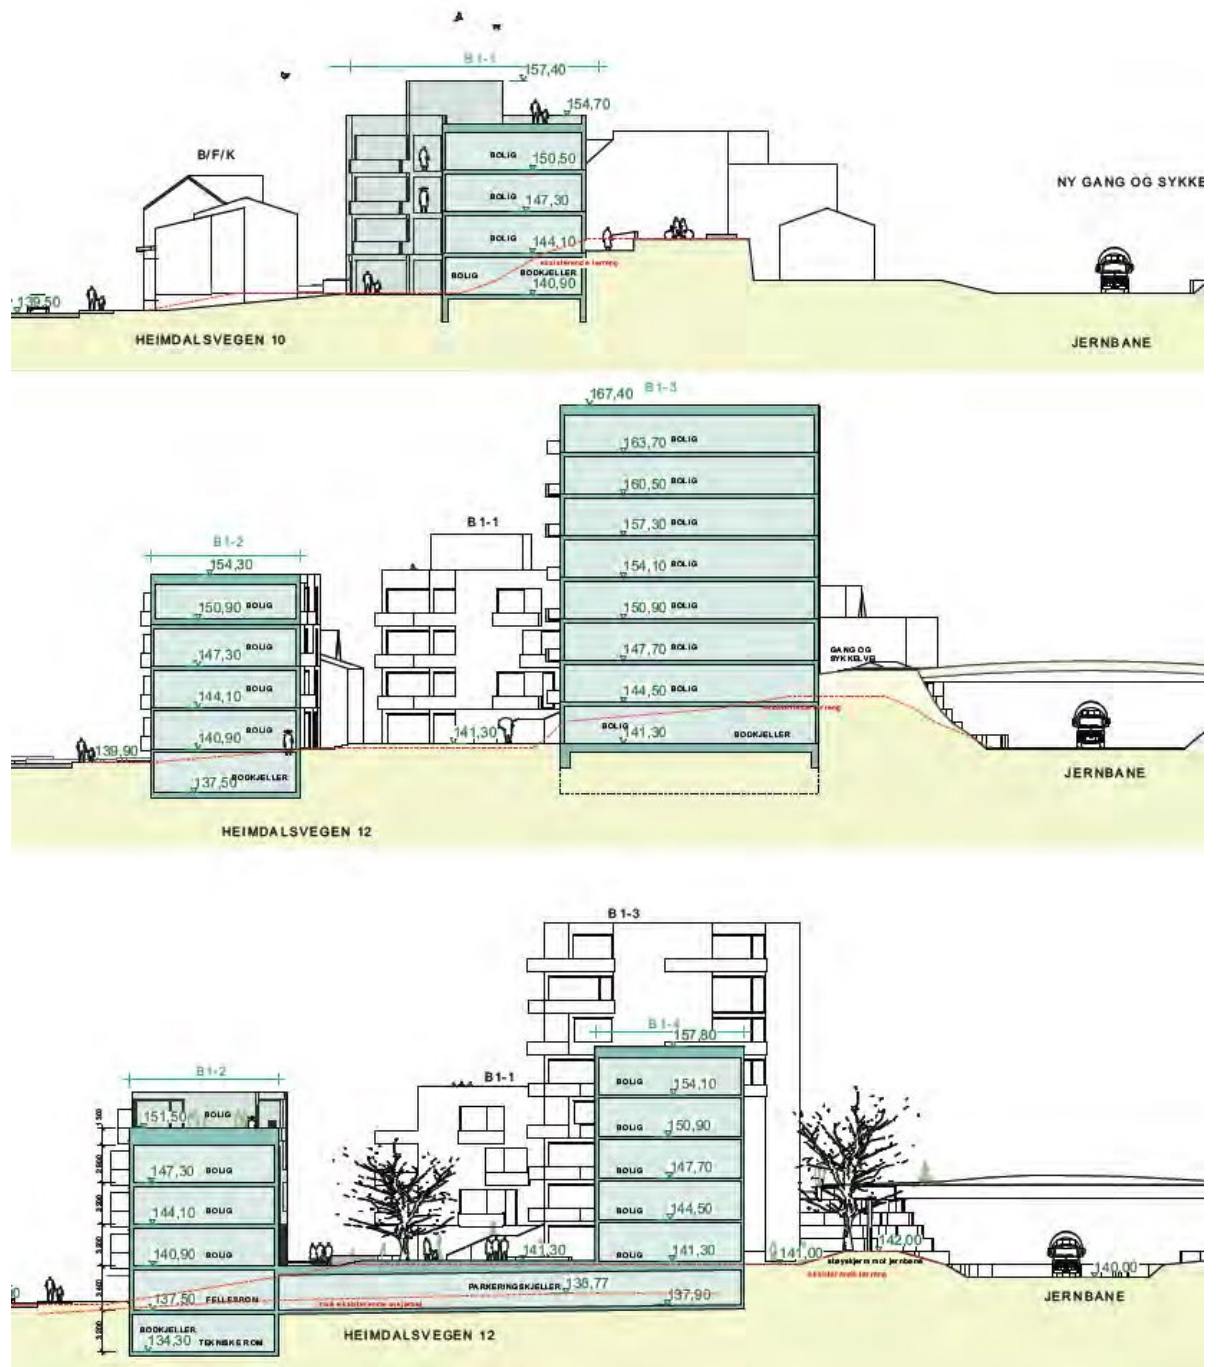 B1-1
157,40
154,70
B/F/K
BOLIG 150,50
NY GANG OG SYKKE
BOLIG 147,30
BOLIG 144,10
eksisterende terreng
BOLIG BODKJELLER
140,90
139,50
HEIMDALSVEGEN 10
JERNBANE
167,40 B1-3
163,70 BOLIG
160,50 BOLIG
B1-1
157,30 BOLIG
B1-2
154,30
154,10 BOLIG
150,90 BOLIG
150,90 BOLIG
147,30 BOLIG
147,70 BOLIG
GANG OG
SYKKELVEI
144,10 BOLIG
144,50 BOLIG
BOLIG
139,90
140,90 BOLIG
141,30
141,30
BODKJELLER
BODKJELLER
137,50
JERNBANE
HEIMDALSVEGEN 12
B1-3
B1-4
157,80
B1-2
B1-1
BOLIG 154,10
151,50 BOLIG
BOLIG 150,90
147,30 BOLIG
BOLIG 147,70
144,10 BOLIG
BOLIG 144,50
142,00
140,90 BOLIG
141,30
BOLIG 141,30
141,00
støyskjerm mot jernbane
140,00
PARKERINGSKJELLER 138,77
137,50 FELLESROM
137,90
JERNBANE
BODKJELLER
134,30 TEKNISKE ROM
HEIMDALSVEGEN 12